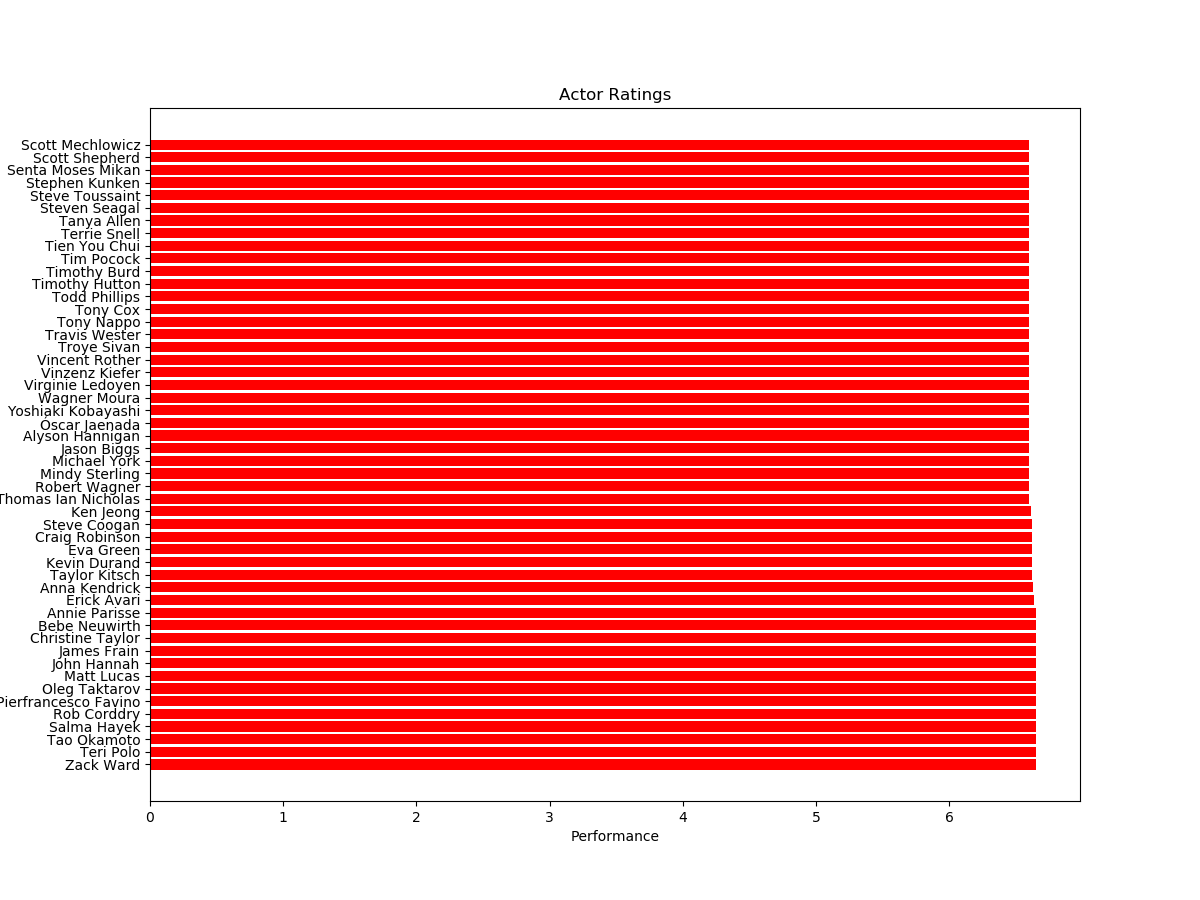 Actor Ratings
Scott Mechlowicz
Scott Shepherd
Senta Moses Mikan
Stephen Kunken
Steve Toussaint
Steven Seagal
Tanya Allen
Terrie Snell
Tien You Chui
Tim Pocock
Timothy Burd
Timothy Hutton
Todd Phillips
Tony Cox
Tony Nappo
Travis Wester
Troye Sivan
Vincent Rother
Vinzenz Kiefer
Virginie Ledoyen
Wagner Moura
Yoshiaki Kobayashi
Óscar Jaenada
Alyson Hannigan
Jason Biggs
Michael York
Mindy Sterling
Robert Wagner
Thomas Ian Nicholas
Ken Jeong
Steve Coogan
Craig Robinson
Eva Green
Kevin Durand
Taylor Kitsch
Anna Kendrick
Erick Avari
Annie Parisse
Bebe Neuwirth
Christine Taylor
James Frain
John Hannah
Matt Lucas
Oleg Taktarov
Pierfrancesco Favino
Rob Corddry
Salma Hayek
Tao Okamoto
Teri Polo
Zack Ward
0 1 2 3 4 5 6
Performance